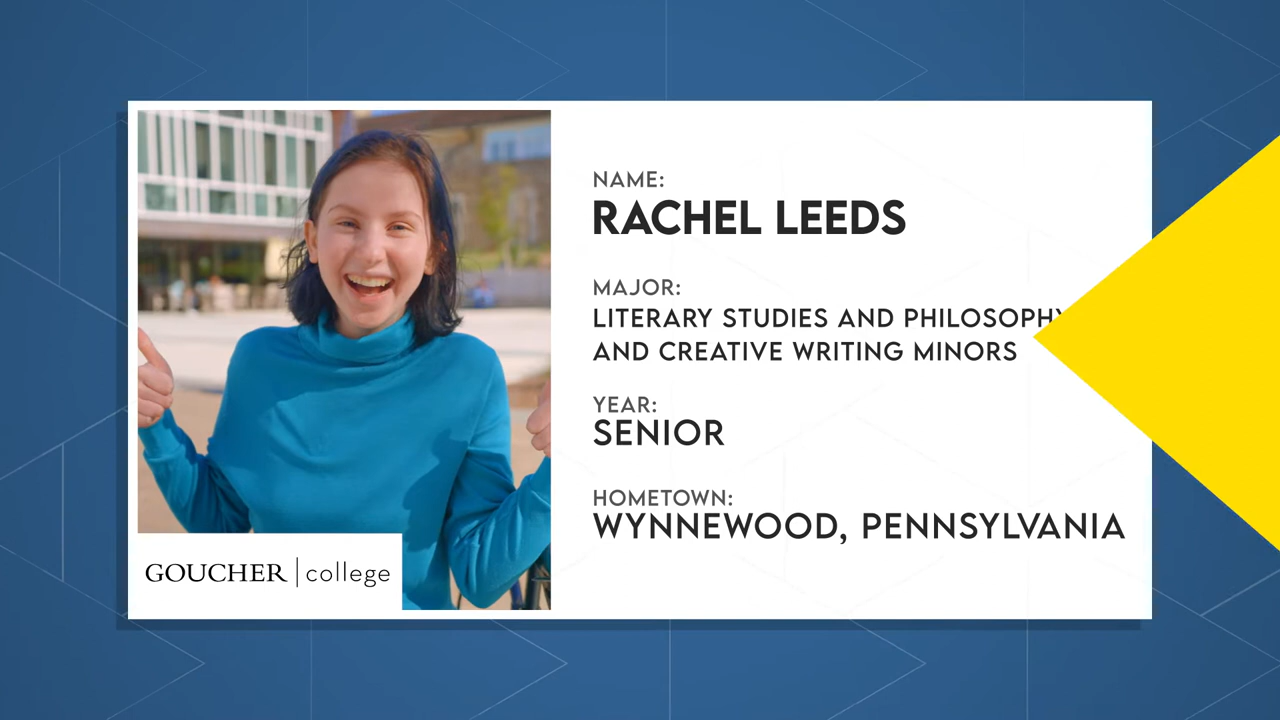 NAME:
RACHEL LEEDS
MAJOR:
LITERARY STUDIES AND PHILOSOPHY
AND CREATIVE WRITING MINORS
YEAR:
SENIOR
HOMETOWN:
WYNNEWOOD, PENNSYLVANIA
GOUCHER | college